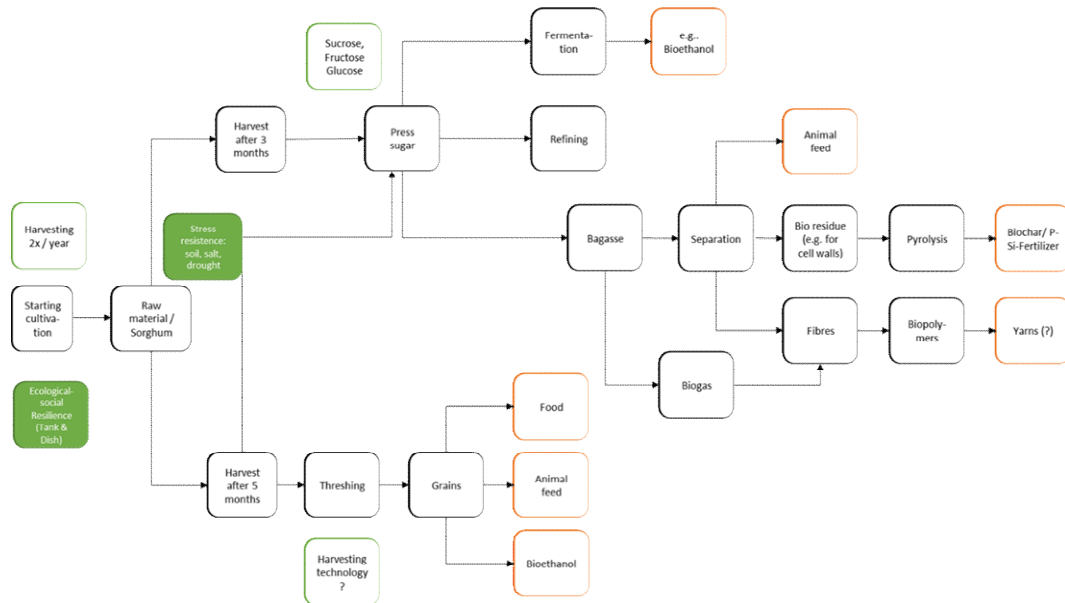 Sucrose,
Fructose
Glucose
Fermenta-
tion
e.g..
Bioethanol
Harvest
after 3
months
Press
sugar
Refining
Animal
feed
Harvesting
2x / year
Stress
resistence:
soil, salt,
drought
Bagasse
Separation
Bio residue
(e.g. for
cell walls)
Pyrolysis
Biochar/ P-
Si-Fertilizer
Starting
cultiva-
tion
Raw
material /
Sorghum
Fibres
Biopoly-
mers
Yarns (?)
Biogas
Ecological-
social
Resilience
(Tank &
Dish)
Food
Harvest
after 5
months
Threshing
Grains
Animal
feed
Harvesting
technology
?
Bioethanol